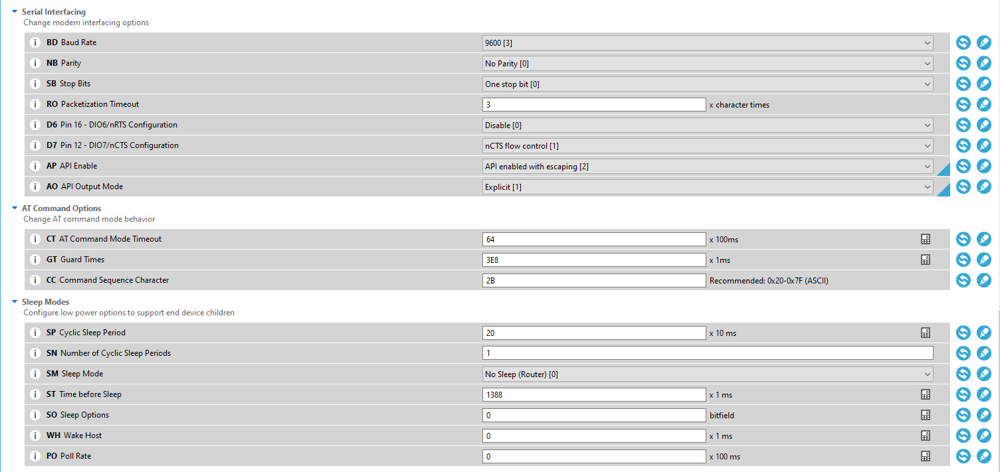 Serial Interfacing
Change modem interfacing options
i BD Baud Rate 9600 [3]
i NB Parity No Parity [0]
i SB Stop Bits One stop bit [0]
i RO Packetization Timeout 3 x character times
i D6 Pin 16 - DIO6/nRTS Configuration Disable [0]
i D7 Pin 12 - DIO7/nCTS Configuration nCTS flow control [1]
i AP API Enable API enabled with escaping [2]
i AO API Output Mode Explicit [1]
AT Command Options
Change AT command mode behavior
i CT AT Command Mode Timeout 64 x 100ms
i GT Guard Times 3E8 x 1ms
i CC Command Sequence Character 2B Recommended: 0x20-0x7F (ASCII)
Sleep Modes
Configure low power options to support end device children
i SP Cyclic Sleep Period 20 x 10 ms
i SN Number of Cyclic Sleep Periods 1
i SM Sleep Mode No Sleep (Router) [0]
i ST Time before Sleep 1388 x 1 ms
i SO Sleep Options 0 bitfield
i WH Wake Host 0 x 1 ms
i PO Poll Rate 0 x 100 ms